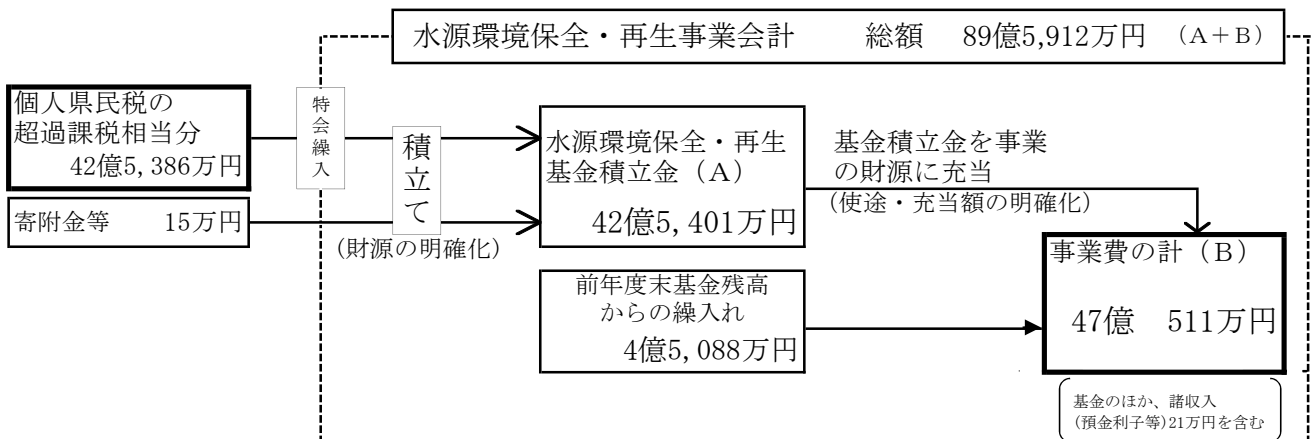 水源環境保全・再生事業会計　　総額　89億5,912万円　（A＋B）
個人県民税の
超過課税相当分
42億5,386万円
寄附金等　　15万円
特会繰入
積立て
(財源の明確化)
水源環境保全・再生
基金積立金（A）
42億5,401万円
基金積立金を事業
の財源に充当
(使途・充当額の明確化)
前年度末基金残高
からの繰入れ
4億5,088万円
事業費の計（B）
47億　511万円
基金のほか、諸収入
(預金利子等)21万円を含む